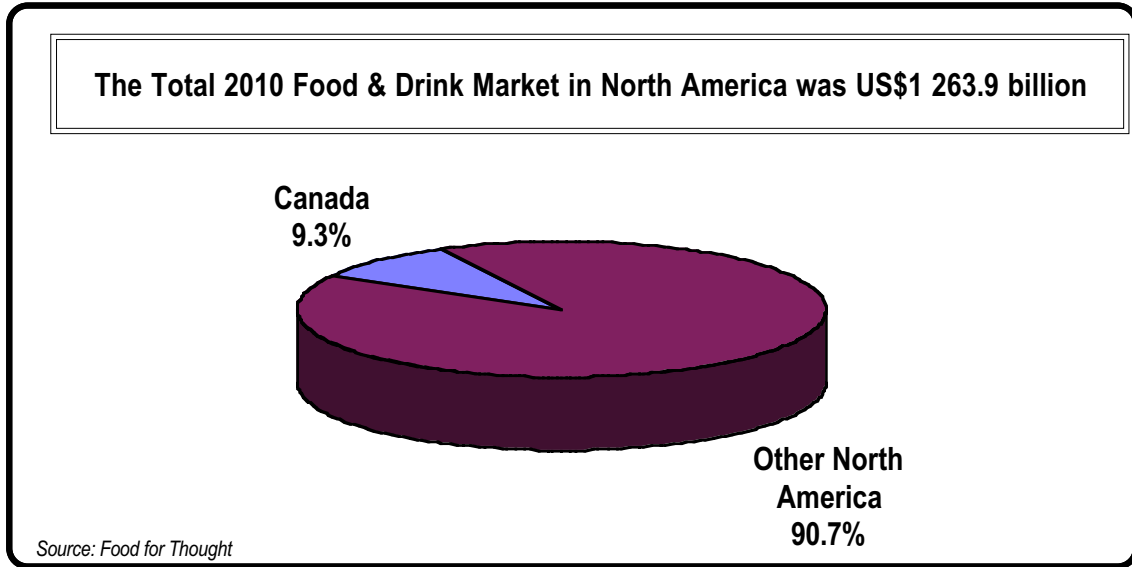 The Total 2010 Food & Drink Market in North America was US$1 263.9 billion
Canada
9.3%
Other North
America
90.7%
Source: Food for Thought